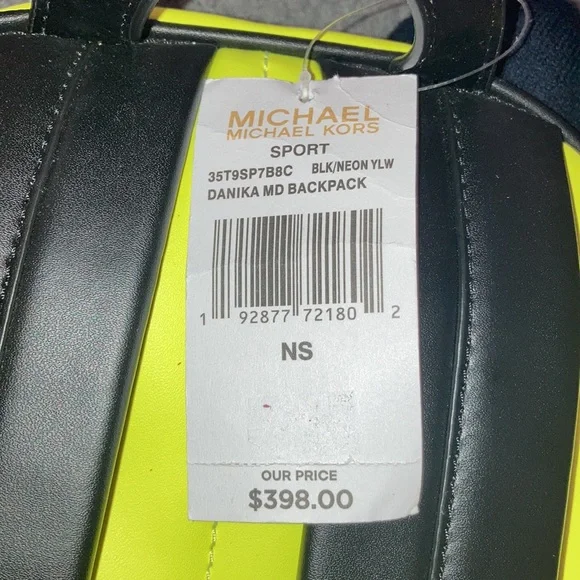 MICHAEL
MICHAEL KORS
SPORT
35T9SP7B8C BLK/NEON YLW
DANIKA MD BACKPACK
1 92877 72180 2
NS
OUR PRICE
$398.00